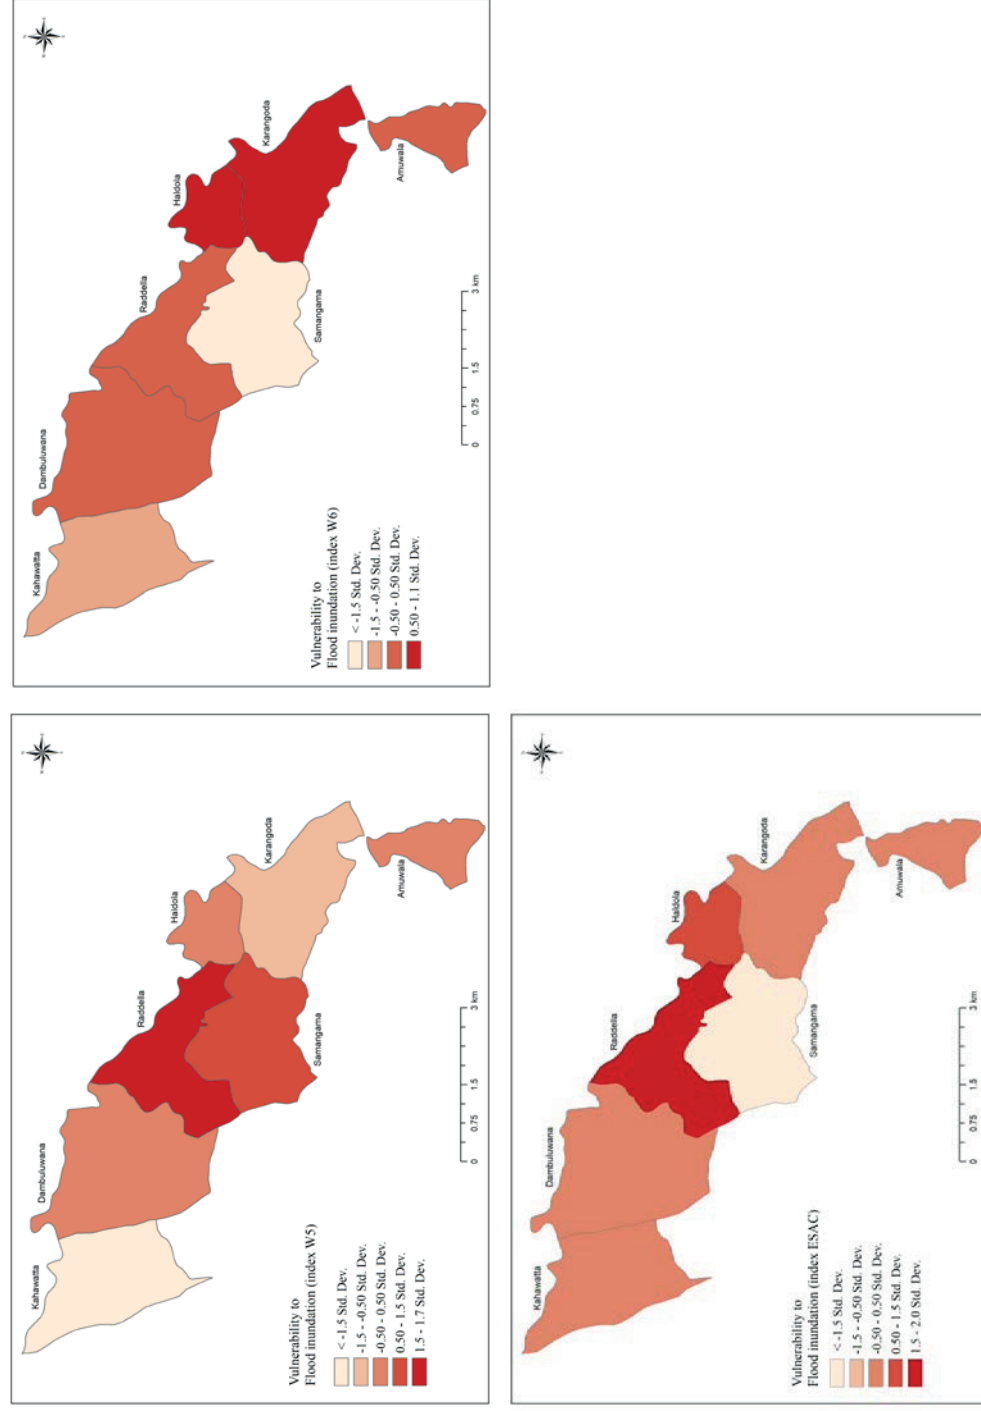 Kahawatta
Dambuluwana
Raddella
Haldola
Karangoda
Samangama
Amuwala
Vulnerability to
Flood inundation (index W5)
< -1.5 Std. Dev.
-1.5 - -0.50 Std. Dev.
-0.50 - 0.50 Std. Dev.
0.50 - 1.5 Std. Dev.
1.5 - 1.7 Std. Dev.
0 0.75 1.5 3 km
Kahawatta
Dambuluwana
Raddella
Haldola
Karangoda
Samangama
Amuwala
Vulnerability to
Flood inundation (index W6)
< -1.5 Std. Dev.
-1.5 - -0.50 Std. Dev.
-0.50 - 0.50 Std. Dev.
0.50 - 1.1 Std. Dev.
0 0.75 1.5 3 km
Kahawatta
Dambuluwana
Raddella
Haldola
Karangoda
Samangama
Amuwala
Vulnerability to
Flood inundation (index ESAC)
< -1.5 Std. Dev.
-1.5 - -0.50 Std. Dev.
-0.50 - 0.50 Std. Dev.
0.50 - 1.5 Std. Dev.
1.5 - 2.0 Std. Dev.
0 0.75 1.5 3 km